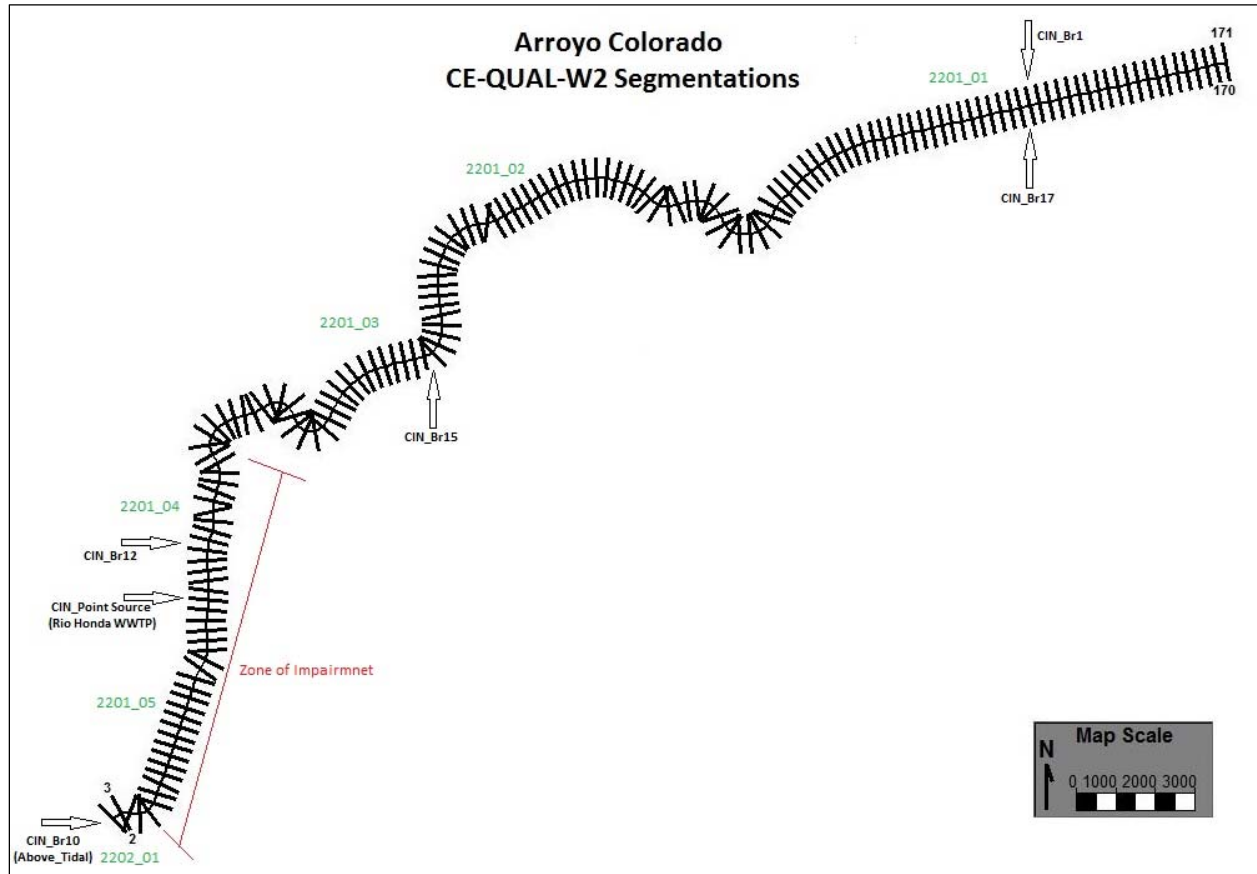 Arroyo Colorado
CE-QUAL-W2 Segmentations
CIN_Br1
171
2201_01
170
2201_02
CIN_Br17
2201_03
CIN_Br15
2201_04
CIN_Br12
CIN_Point Source
(Rio Honda WWTP)
Zone of Impairmnet
2201_05
Map Scale
N
0 1000 2000 3000
3
2
CIN_Br10
(Above_Tidal)
2202_01